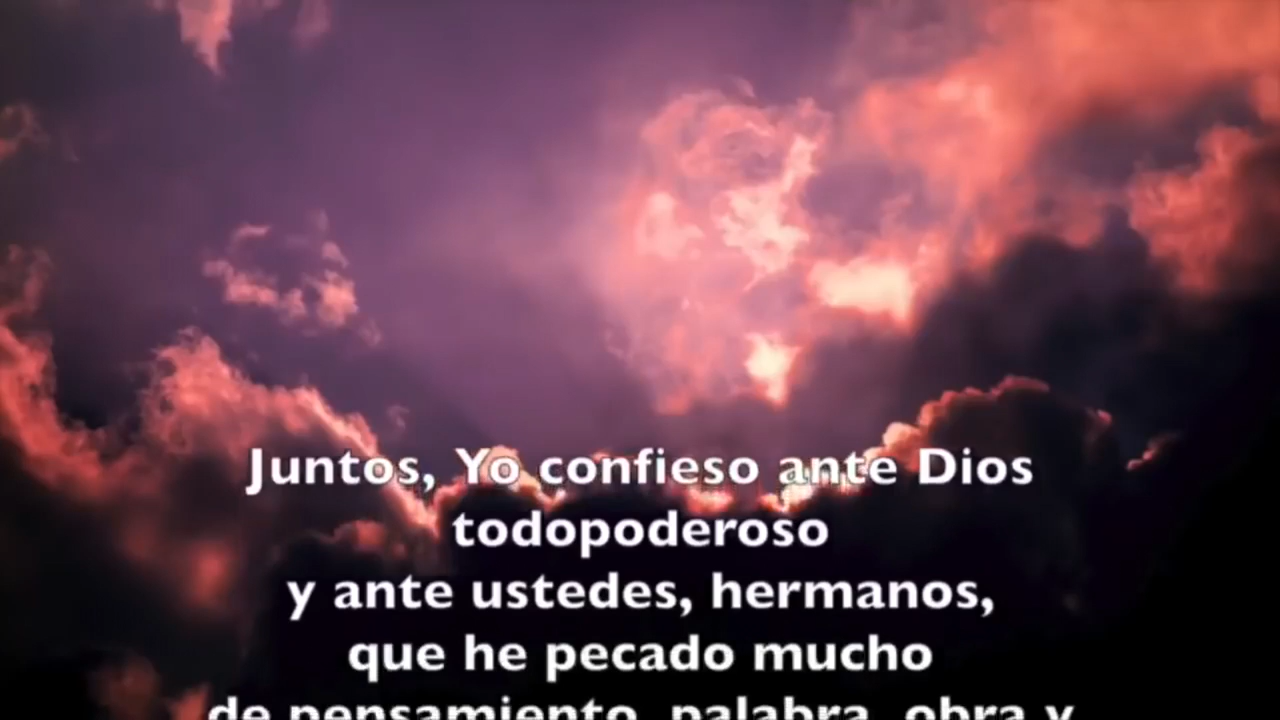 Juntos, Yo confieso ante Dios
todopoderoso
y ante ustedes, hermanos,
que he pecado mucho
de pensamiento, palabra, obra y